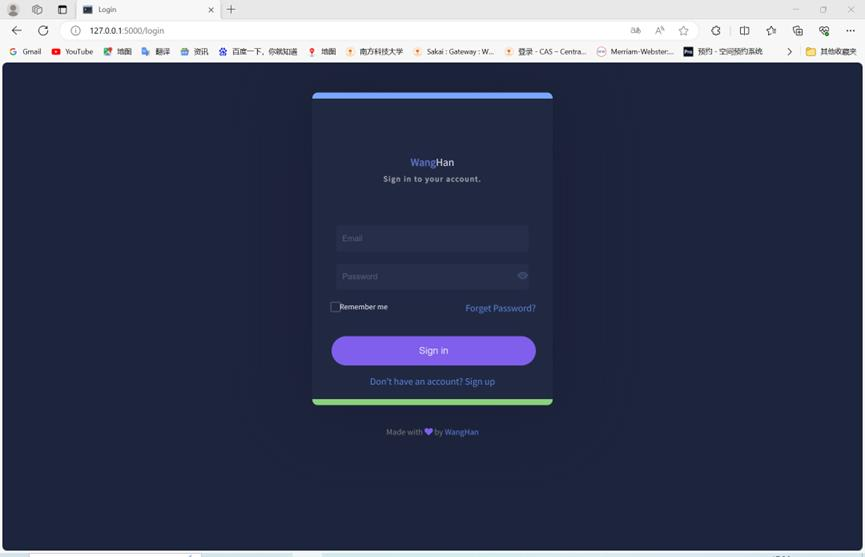 Login
127.0.0.1:5000/login
Gmail YouTube 地图 翻译 资讯 百度一下，你就知道 地图 南方科技大学 Sakai : Gateway : W... 登录 - CAS – Centra... Merriam-Webster:... 预约 - 空间预约系统 其他收藏夹
WangHan
Sign in to your account.
Email
Password
Remember me Forget Password?
Sign in
Don't have an account? Sign up
Made with by WangHan